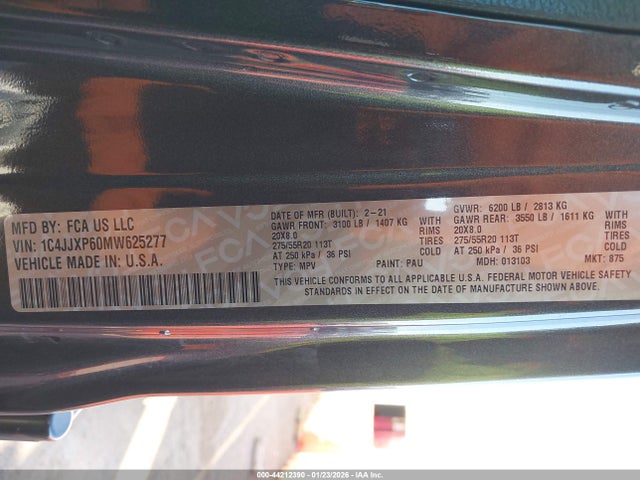 MFD BY: FCA US LLC
VIN: 1C4JJXP60MW625277
VEHICLE MADE IN: U.S.A.
DATE OF MFR (BUILT): 2-21
GAWR FRONT: 3100 LB / 1407 KG WITH
20X8.0 RIMS
275/55R20 113T TIRES
AT 250 kPa / 36 PSI COLD
TYPE: MPV PAINT: PAU
GVWR: 6200 LB / 2813 KG
GAWR REAR: 3550 LB / 1611 KG WITH
20X8.0 RIMS
275/55R20 113T TIRES
AT 250 kPa / 36 PSI COLD
MDH: 013103 MKT: 875
THIS VEHICLE CONFORMS TO ALL APPLICABLE U.S.A. FEDERAL MOTOR VEHICLE SAFETY
STANDARDS IN EFFECT ON THE DATE OF MANUFACTURE SHOWN ABOVE
000-44212390 - 01/23/2026 - IAA Inc.